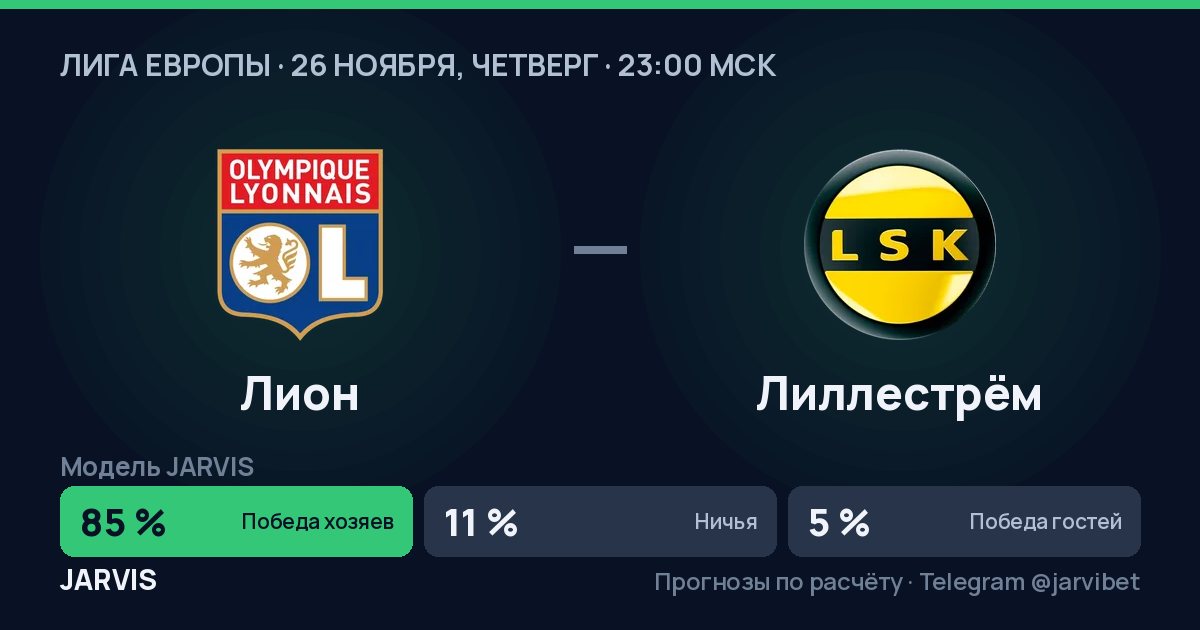 ЛИГА ЕВРОПЫ · 26 НОЯБРЯ, ЧЕТВЕРГ · 23:00 МСК
OLYMPIQUE
LYONNAIS
OL
LSK
Лион
Лиллестрём
Модель JARVIS
85 % Победа хозяев
11 % Ничья
5 % Победа гостей
JARVIS
Прогнозы по расчёту · Telegram @jarvibet